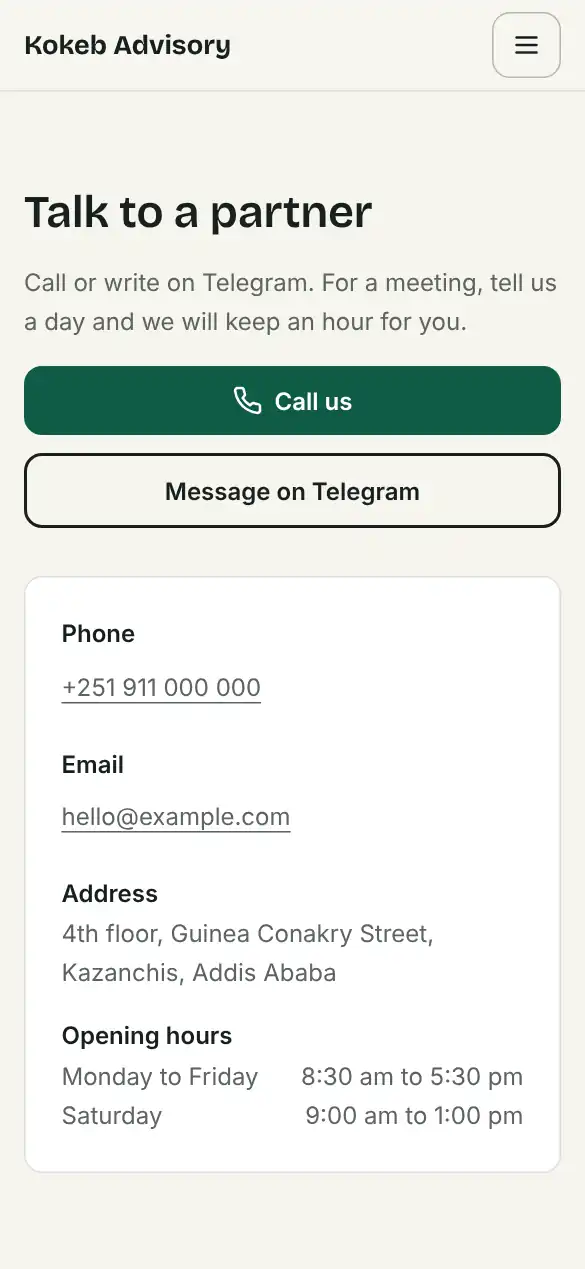 Kokeb Advisory
Talk to a partner
Call or write on Telegram. For a meeting, tell us
a day and we will keep an hour for you.
Call us
Message on Telegram
Phone
+251 911 000 000
Email
hello@example.com
Address
4th floor, Guinea Conakry Street,
Kazanchis, Addis Ababa
Opening hours
Monday to Friday 8:30 am to 5:30 pm
Saturday 9:00 am to 1:00 pm